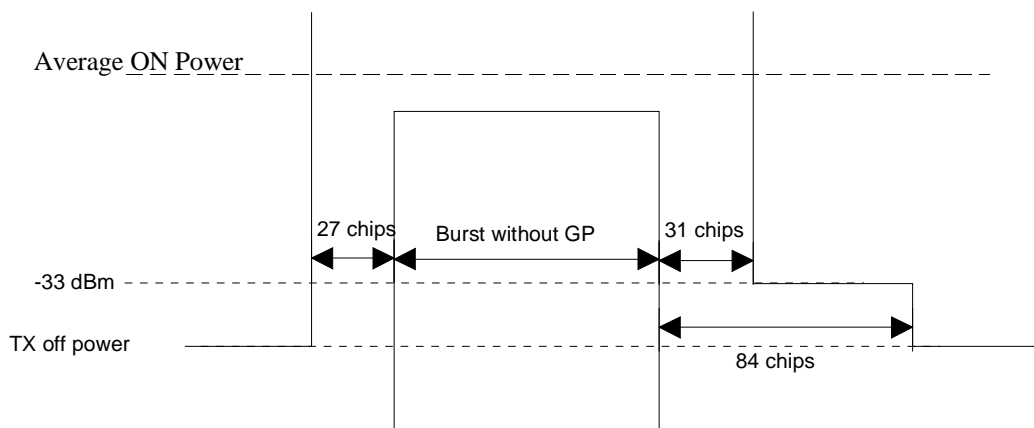 Average ON Power
27 chips
Burst without GP
31 chips
-33 dBm
TX off power
84 chips